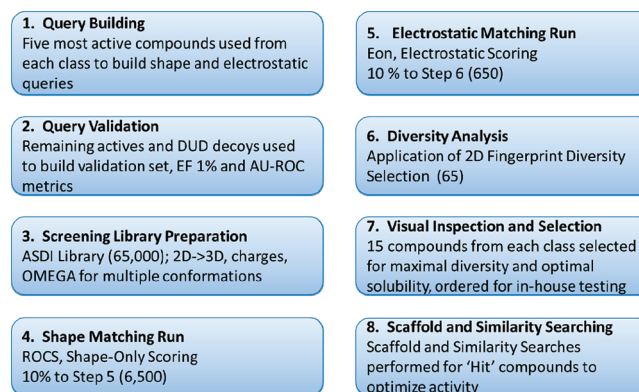 1. Query Building
Five most active compounds used from
each class to build shape and electrostatic
queries
2. Query Validation
Remaining actives and DUD decoys used
to build validation set, EF 1% and AU-ROC
metrics
3. Screening Library Preparation
ASDI Library (65,000); 2D->3D, charges,
OMEGA for multiple conformations
4. Shape Matching Run
ROCS, Shape-Only Scoring
10% to Step 5 (6,500)
5. Electrostatic Matching Run
Eon, Electrostatic Scoring
10 % to Step 6 (650)
6. Diversity Analysis
Application of 2D Fingerprint Diversity
Selection (65)
7. Visual Inspection and Selection
15 compounds from each class selected
for maximal diversity and optimal
solubility, ordered for in-house testing
8. Scaffold and Similarity Searching
Scaffold and Similarity Searches
performed for ‘Hit’ compounds to
optimize activity